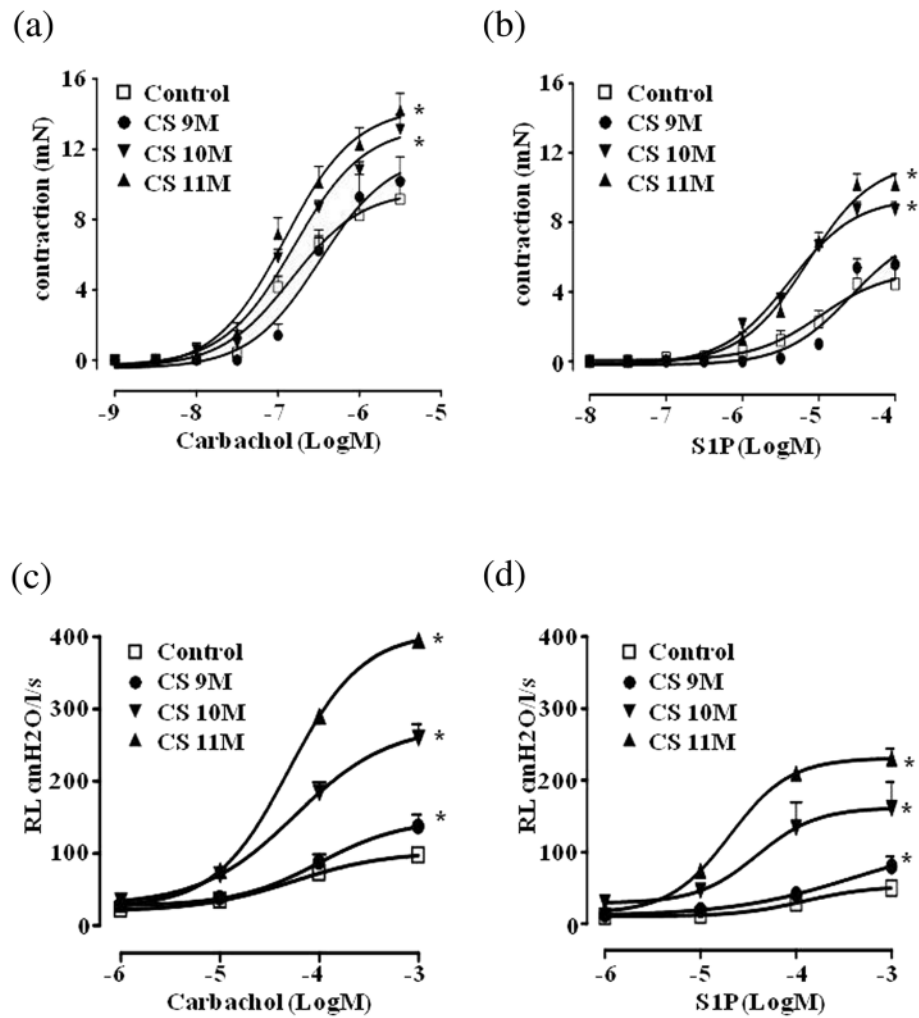 (a)
16
12
8
4
0
contraction (mN)
Control
CS 9M
CS 10M
CS 11M
*
*
-9 -8 -7 -6 -5
Carbachol (LogM)
(b)
16
12
8
4
0
contraction (mN)
Control
CS 9M
CS 10M
CS 11M
*
*
-8 -7 -6 -5 -4
S1P(LogM)
(c)
400
300
200
100
0
RL cmH2O/l/s
Control
CS 9M
CS 10M
CS 11M
*
*
*
-6 -5 -4 -3
Carbachol (LogM)
(d)
400
300
200
100
0
RL cmH2O/l/s
Control
CS 9M
CS 10M
CS 11M
*
*
*
-6 -5 -4 -3
S1P(LogM)